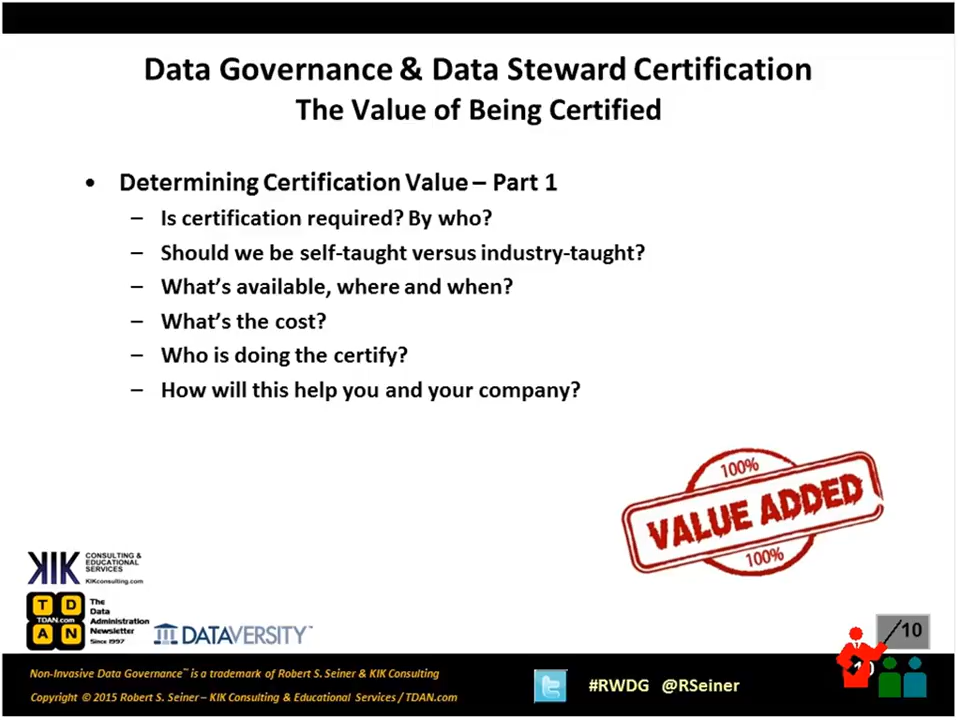 Data Governance & Data Steward Certification
The Value of Being Certified
• Determining Certification Value – Part 1
– Is certification required? By who?
– Should we be self-taught versus industry-taught?
– What's available, where and when?
– What's the cost?
– Who is doing the certify?
– How will this help you and your company?
100%
VALUE ADDED
100%
KIK
CONSULTING &
EDUCATIONAL
SERVICES
KIKconsulting.com
T D
TDAN.com
A N
The
Data
Administration
Newsletter
Since 1997
DATAVERSITY™
/10
Non-Invasive Data Governance™ is a trademark of Robert S. Seiner & KIK Consulting
Copyright © 2015 Robert S. Seiner – KIK Consulting & Educational Services / TDAN.com
#RWDG @RSeiner